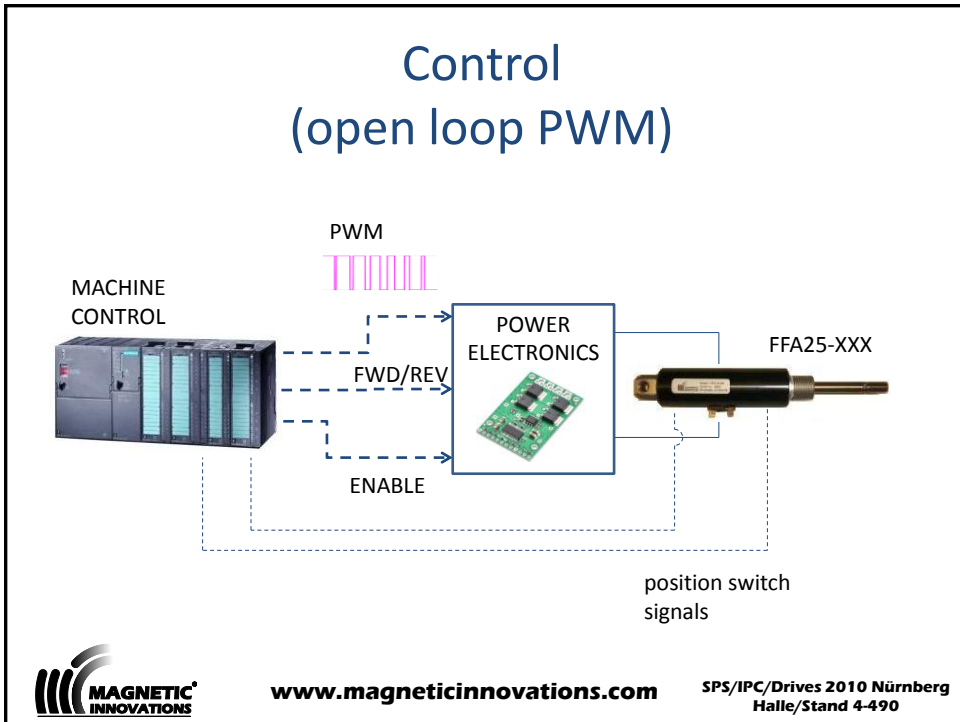 Control
(open loop PWM)
PWM
MACHINE
CONTROL
POWER
ELECTRONICS
FFA25-XXX
FWD/REV
ENABLE
position switch
signals
MAGNETIC
INNOVATIONS
www.magneticinnovations.com
SPS/IPC/Drives 2010 Nürnberg
Halle/Stand 4-490